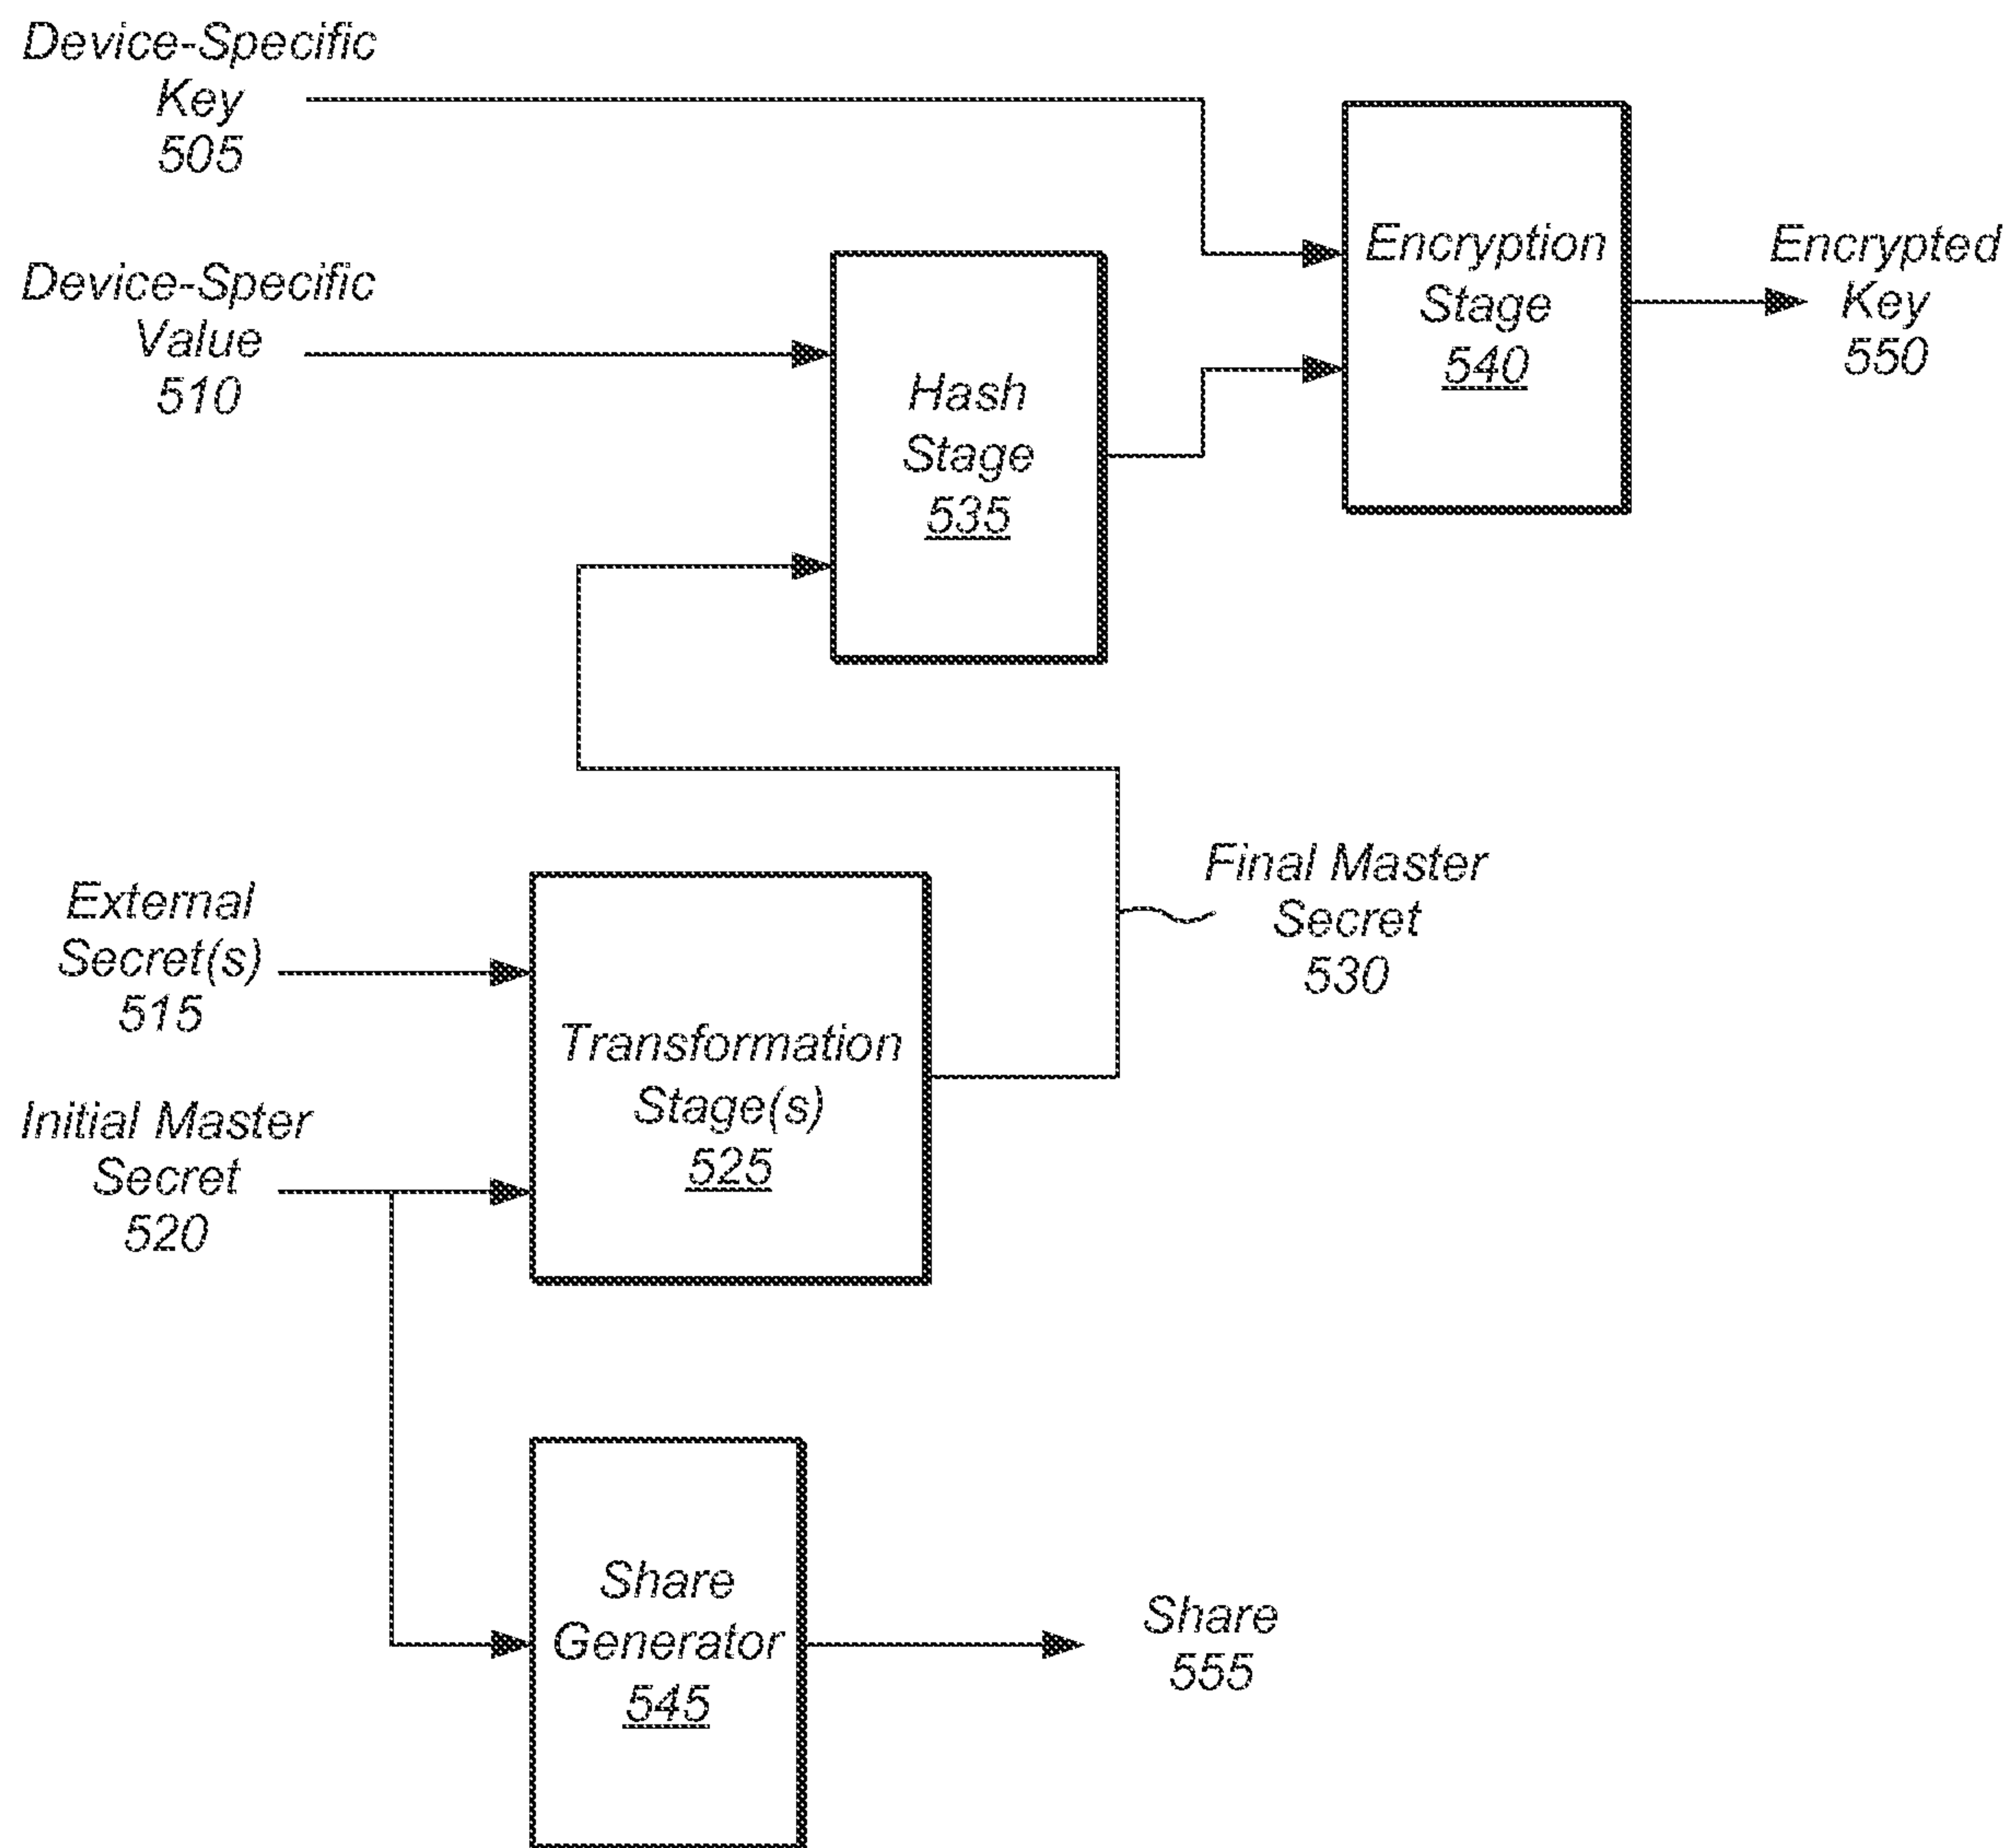 Device-Specific
Key
505
Device-Specific
Value
510
Hash
Stage
535
Encryption
Stage
540
Encrypted
Key
550
External
Secret(s)
515
Initial Master
Secret
520
Transformation
Stage(s)
525
Final Master
Secret
530
Share
Generator
545
Share
555